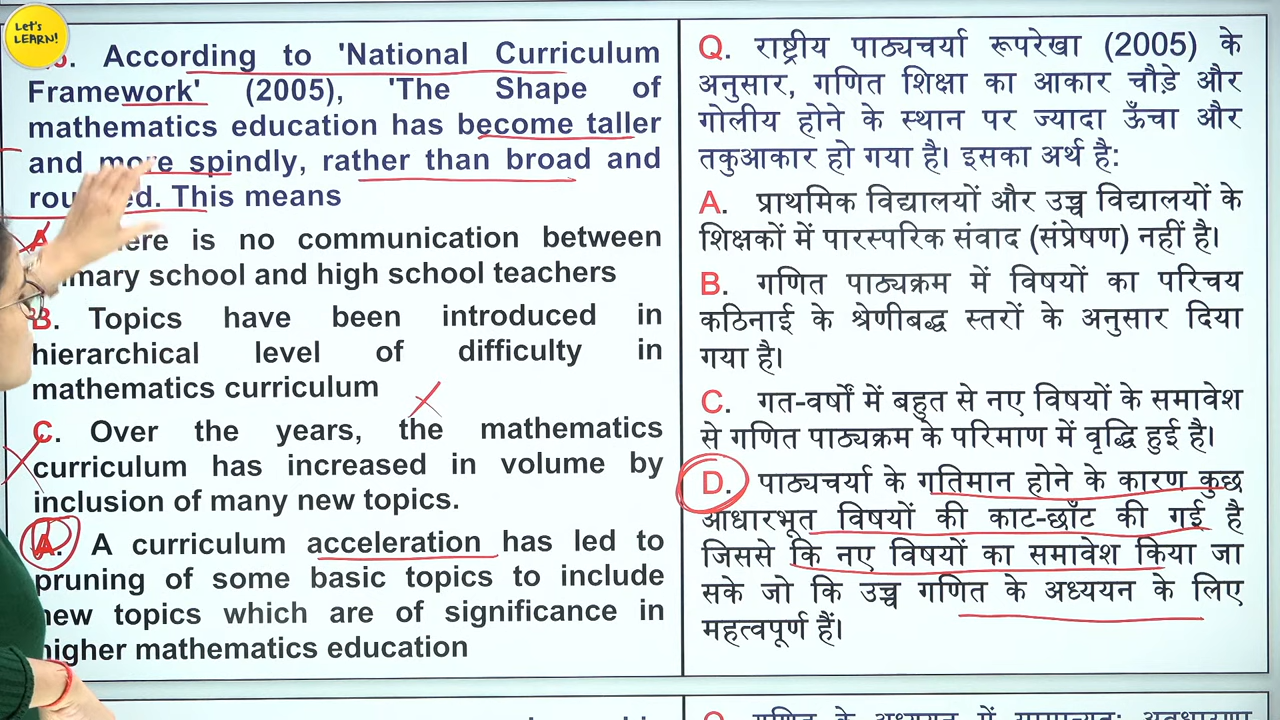 Let's
LEARN!
According to 'National Curriculum
Framework' (2005), 'The Shape of
mathematics education has become taller
and more spindly, rather than broad and
This means
is no communication between
school and high school teachers
B. Topics have been introduced in
hierarchical level of difficulty in
mathematics curriculum
C. Over the years, the mathematics
curriculum has increased in volume by
inclusion of many new topics.
A. A curriculum acceleration has led to
pruning of some basic topics to include
new topics which are of significance in
higher mathematics education
Q. राष्ट्रीय पाठ्यचर्या रूपरेखा (2005) के
अनुसार, गणित शिक्षा का आकार चौड़े और
गोलीय होने के स्थान पर ज्यादा ऊँचा और
तकुआकार हो गया है। इसका अर्थ है:
A. प्राथमिक विद्यालयों और उच्च विद्यालयों के
शिक्षकों में पारस्परिक संवाद (संप्रेषण) नहीं है।
B. गणित पाठ्यक्रम में विषयों का परिचय
कठिनाई के श्रेणीबद्ध स्तरों के अनुसार दिया
गया है।
C. गत-वर्षों में बहुत से नए विषयों के समावेश
से गणित पाठ्यक्रम के परिमाण में वृद्धि हुई है।
D. पाठ्यचर्या के गतिमान होने के कारण कुछ
आधारभूत विषयों की काट-छाँट की गई है
जिससे कि नए विषयों का समावेश किया जा
सके जो कि उच्च गणित के अध्ययन के लिए
महत्वपूर्ण हैं।